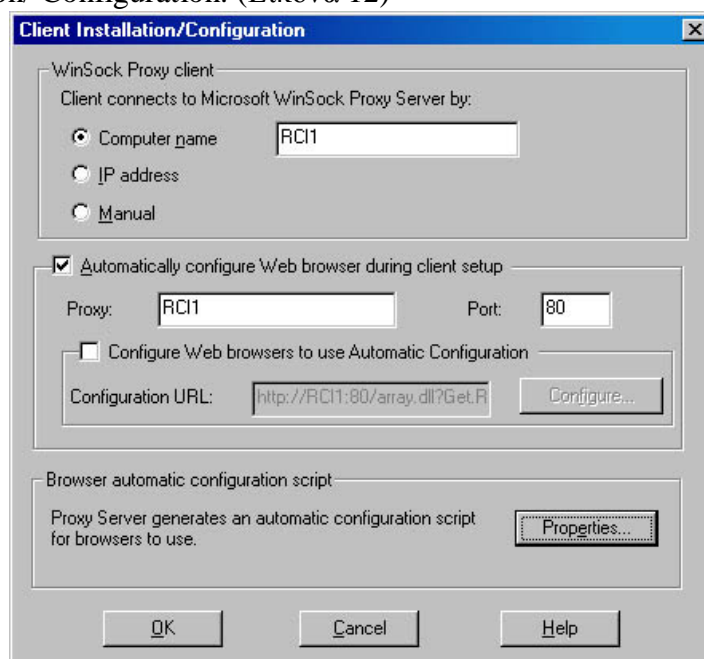 Client Installation/Configuration
WinSock Proxy client
Client connects to Microsoft WinSock Proxy Server by:
Computer name RCI1
IP address
Manual
Automatically configure Web browser during client setup
Proxy: RCI1 Port: 80
Configure Web browsers to use Automatic Configuration
Configuration URL: http://RCI1:80/array.dll?Get.R Configure...
Browser automatic configuration script
Proxy Server generates an automatic configuration script
for browsers to use.
Properties...
OK Cancel Help